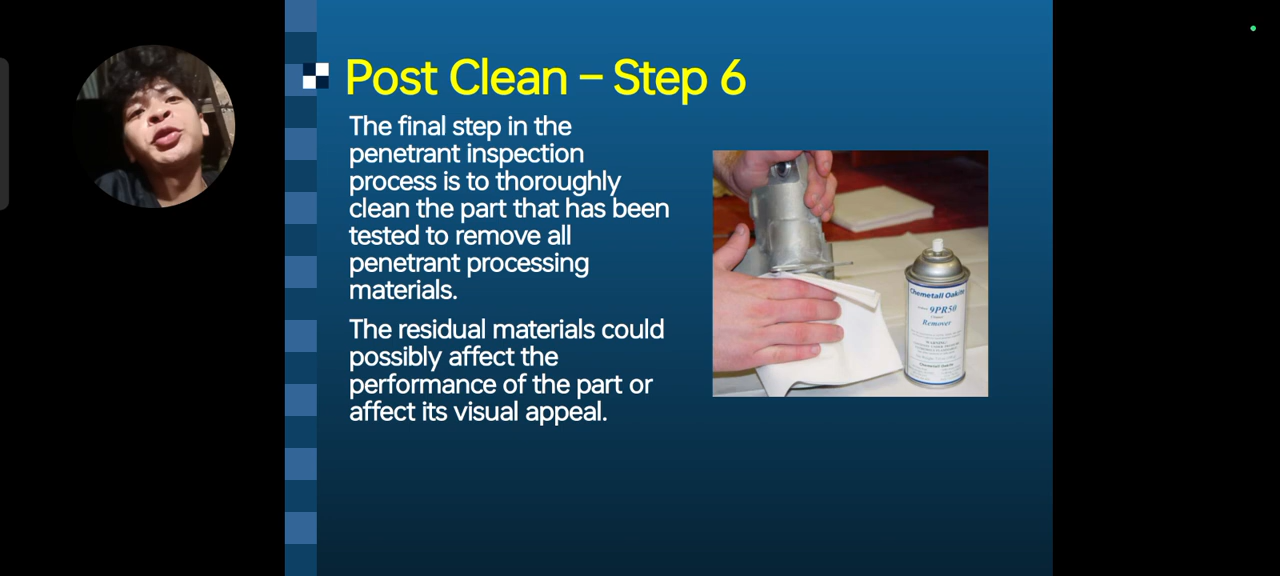 Post Clean – Step 6
The final step in the
penetrant inspection
process is to thoroughly
clean the part that has been
tested to remove all
penetrant processing
materials.
The residual materials could
possibly affect the
performance of the part or
affect its visual appeal.
Chemetall Oakite
9PR50
Remover
WARNING: